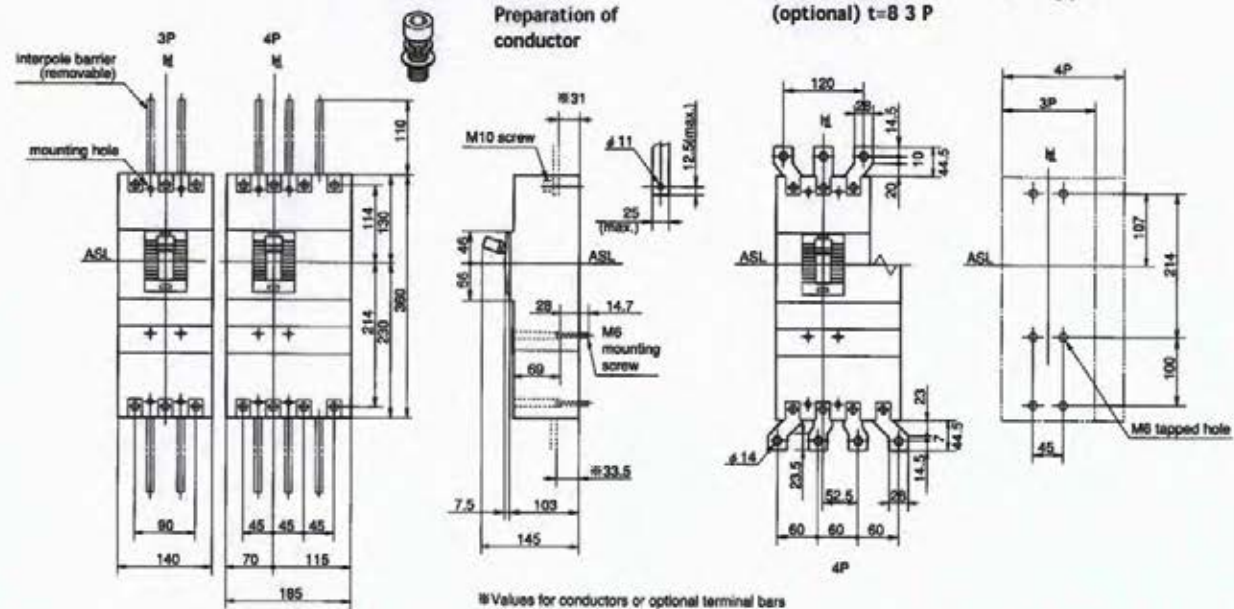 Preparation of
conductor
(optional) t=8 3 P
3P
4P
interpole barrier
(removable)
mounting hole
ASL
110
114
130
214
230
360
90
140
45
45
45
70
115
185
※31
M10 screw
ø11
12.5(max.)
25
(max.)
46
56
ASL
28
14.7
M6
mounting
screw
69
※33.5
7.5
103
145
※Values for conductors or optional terminal bars
120
28
14.5
10
44.5
20
ASL
23
7
44.5
14.5
ø14
23.5
52.5
28
60
60
60
4P
4P
3P
ASL
107
214
100
M6 tapped hole
45